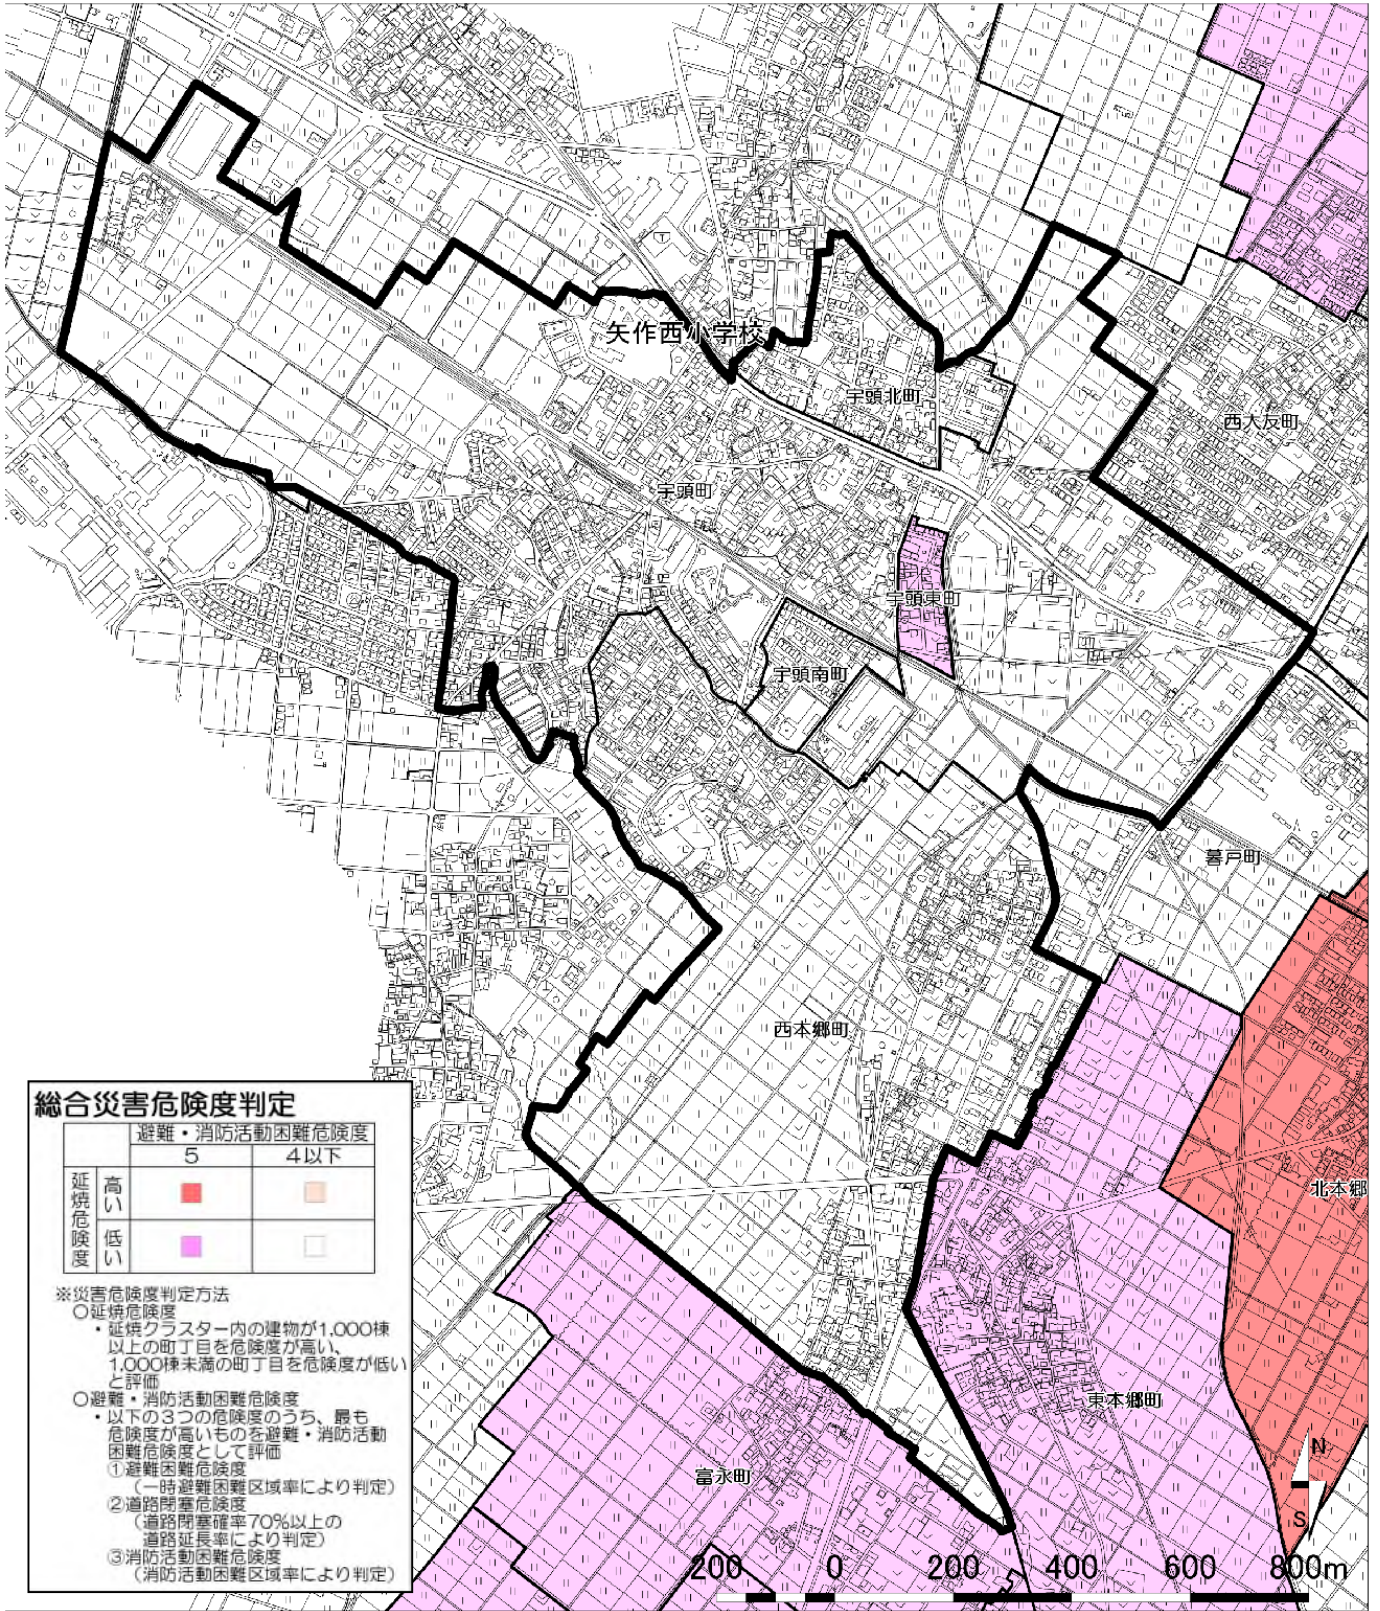 矢作西小学校
宇頭北町
西大友町
宇頭町
宇頭東町
宇頭南町
暮戸町
西本郷町
北本郷
東本郷町
富永町
総合災害危険度判定
避難・消防活動困難危険度
5 4以下
延焼危険度
高い
低い
※災害危険度判定方法
○延焼危険度
・延焼クラスター内の建物が1,000棟
以上の町丁目を危険度が高い、
1,000棟未満の町丁目を危険度が低い
と評価
○避難・消防活動困難危険度
・以下の3つの危険度のうち、最も
危険度が高いものを避難・消防活動
困難危険度として評価
①避難困難危険度
（一時避難困難区域率により判定）
②道路閉塞危険度
（道路閉塞確率70%以上の
道路延長率により判定）
③消防活動困難危険度
（消防活動困難区域率により判定）
N
S
200 0 200 400 600 800m